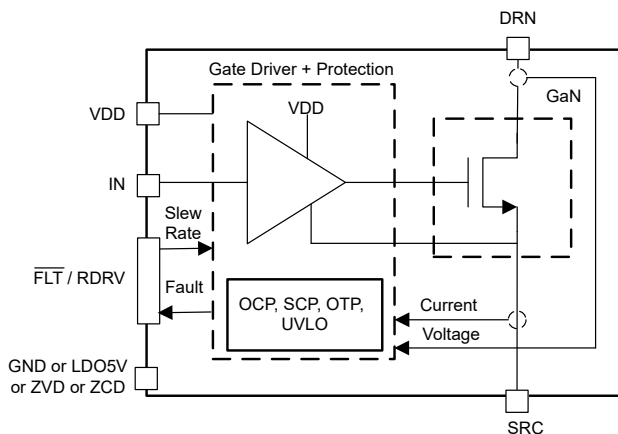 DRN
Gate Driver + Protection
GaN
VDD
VDD
IN
Slew
Rate
FLT / RDRV
Fault
OCP, SCP, OTP,
UVLO
Current
Voltage
GND or LDO5V
or ZVD or ZCD
SRC